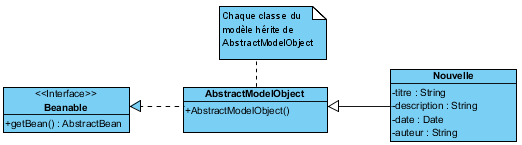 Chaque classe du
modèle hérite de
AbstractModelObject
<<Interface>>
Beanable
+getBean() : AbstractBean
AbstractModelObject
+AbstractModelObject()
Nouvelle
-titre : String
-description : String
-date : Date
-auteur : String